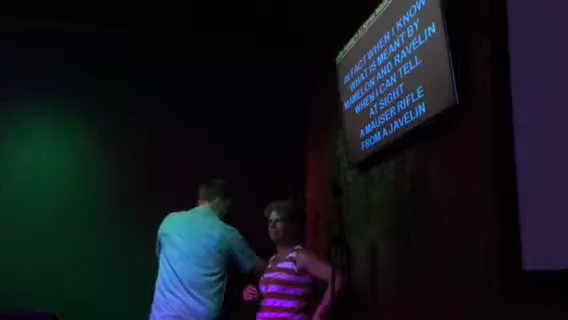 IN FACT WHEN I KNOW
WHAT IS MEANT BY
MAMELON AND RAVELIN
WHEN I CAN TELL
AT SIGHT
A MAUSER RIFLE
FROM A JAVELIN